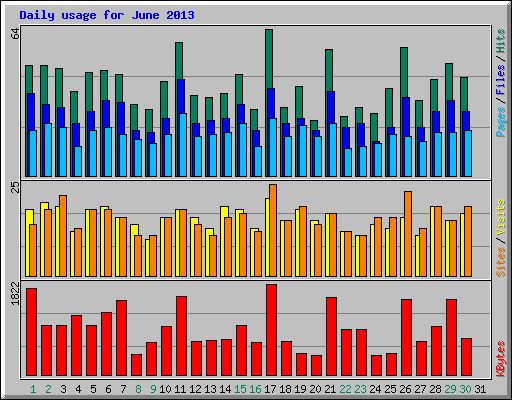 Daily usage for June 2013
64
Pages / Files / Hits
25
Sites / Visits
1822
KBytes
1 2 3 4 5 6 7 8 9 10 11 12 13 14 15 16 17 18 19 20 21 22 23 24 25 26 27 28 29 30 31